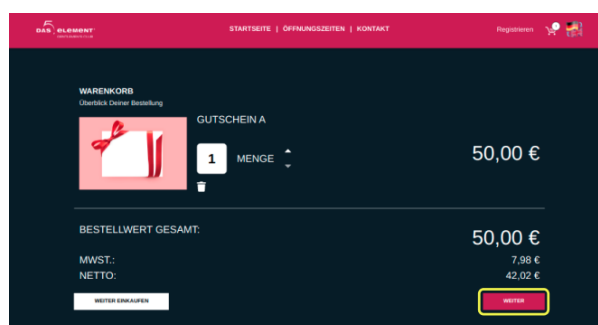 DAS 5 ELEMENT
STARTSEITE | ÖFFNUNGSZEITEN | KONTAKT
Registrieren
WARENKORB
Überblick Deiner Bestellung
GUTSCHEIN A
1 MENGE
50,00 €
BESTELLWERT GESAMT:
50,00 €
MWST.:
7,98 €
NETTO:
42,02 €
WEITER EINKAUFEN
WEITER